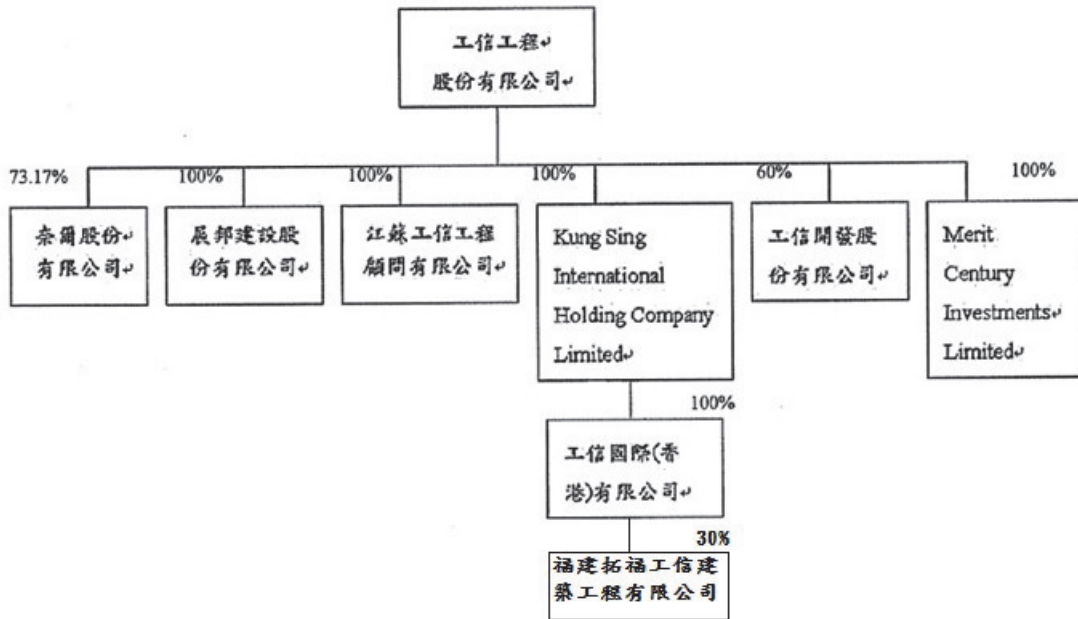 工信工程↵
股份有限公司↵
73.17%
100%
100%
100%
60%
100%
奈爾股份↵
有限公司↵
展邦建設股
份有限公司↵
江蘇工信工程
顧問有限公司↵
Kung Sing
International
Holding Company
Limited↵
工信開發股
份有限公司↵
Merit
Century
Investments↵
Limited↵
100%
工信國際(香
港)有限公司↵
30%
福建拓福工信建
築工程有限公司